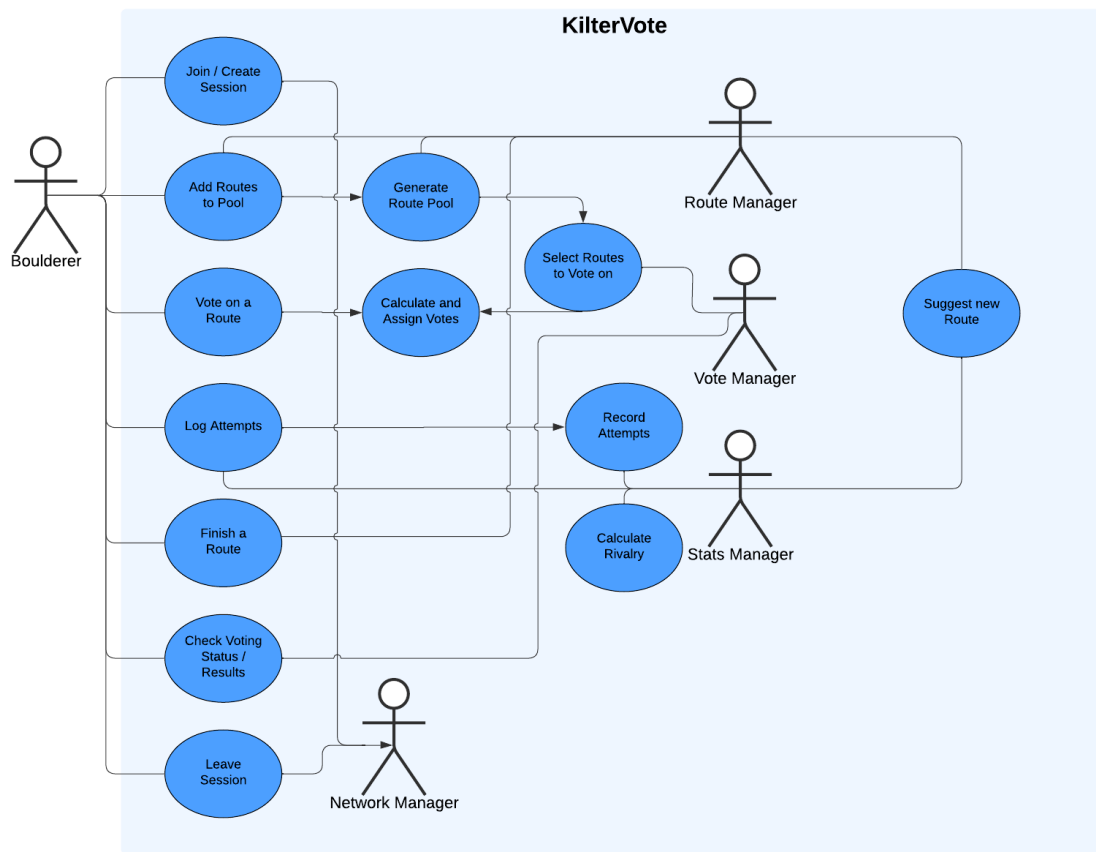 KilterVote
Join / Create
Session
Boulderer
Add Routes
to Pool
Generate
Route Pool
Route Manager
Select Routes
to Vote on
Vote on a
Route
Calculate and
Assign Votes
Suggest new
Route
Vote Manager
Log Attempts
Record
Attempts
Finish a
Route
Calculate
Rivalry
Stats Manager
Check Voting
Status /
Results
Leave
Session
Network Manager